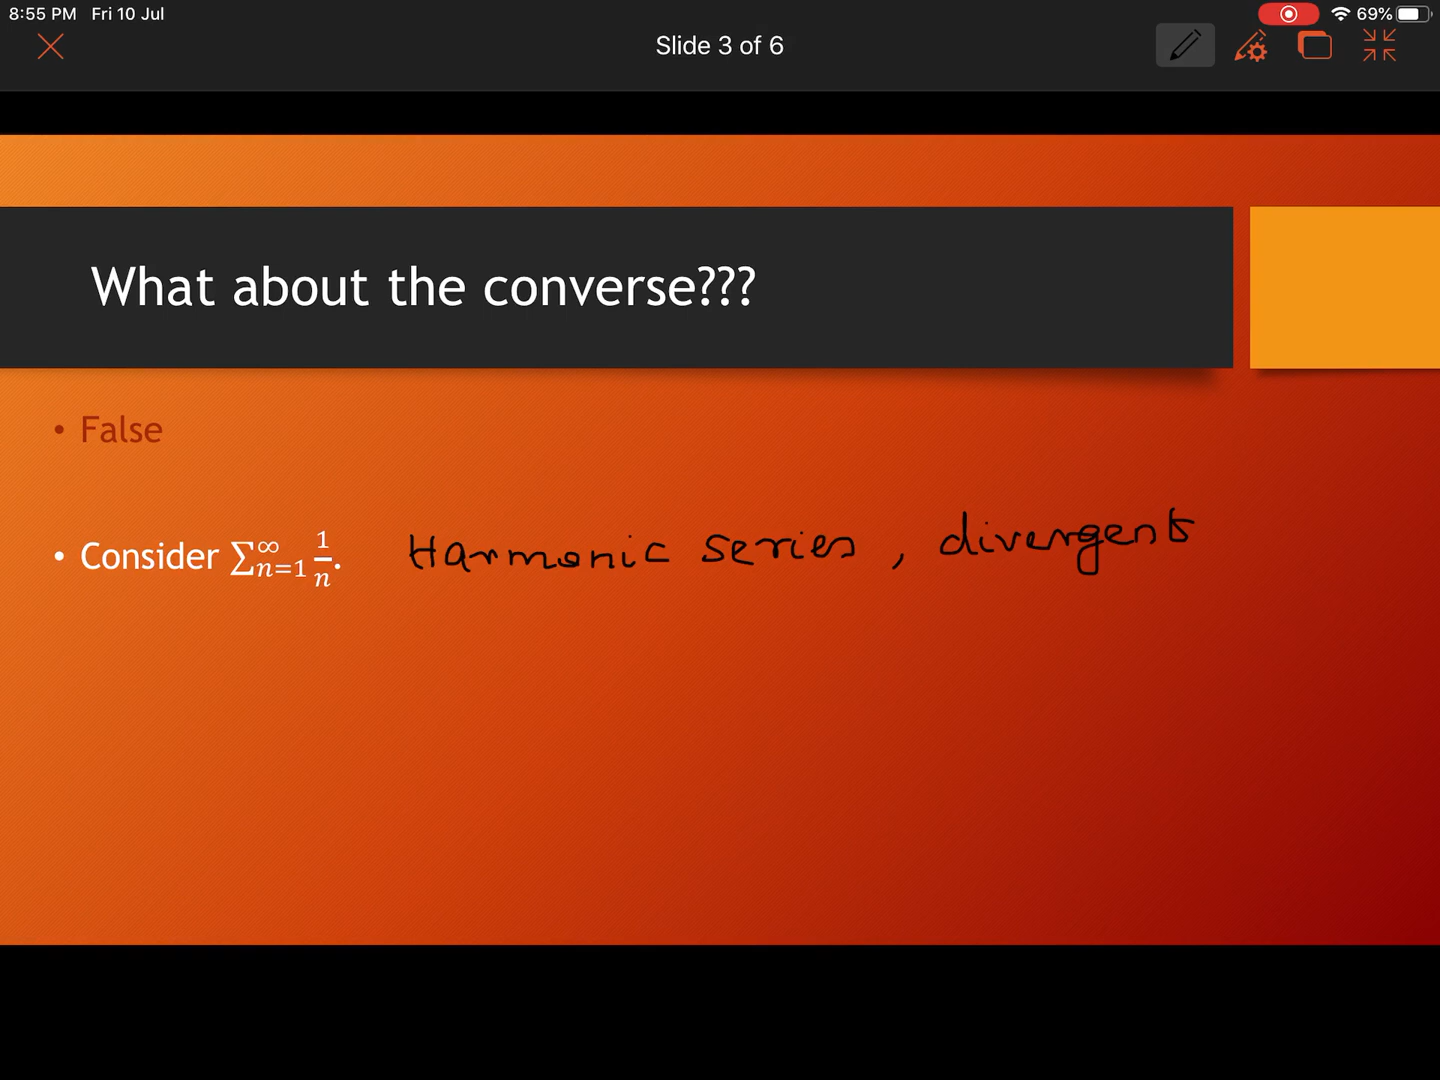 8:55 PM Fri 10 Jul 69%
Slide 3 of 6
What about the converse???
• False
• Consider ∑_{n=1}^{∞} 1/n. Harmonic series , divergent